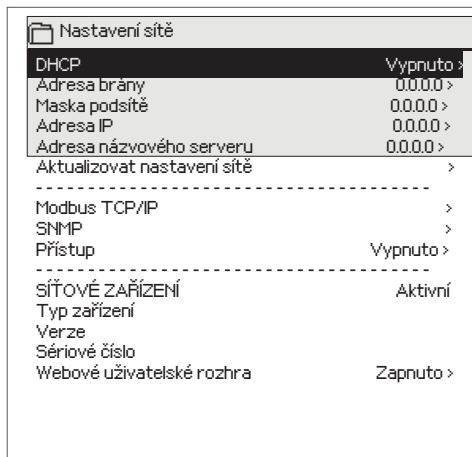 Nastavení sítě
DHCP Vypnuto >
Adresa brány 0.0.0.0 >
Maska podsítě 0.0.0.0 >
Adresa IP 0.0.0.0 >
Adresa názvového serveru 0.0.0.0 >
Aktualizovat nastavení sítě >
Modbus TCP/IP >
SNMP >
Přístup Vypnuto >
SÍŤOVÉ ZAŘÍZENÍ Aktivní
Typ zařízení
Verze
Sériové číslo
Webové uživatelské rozhra Zapnuto >